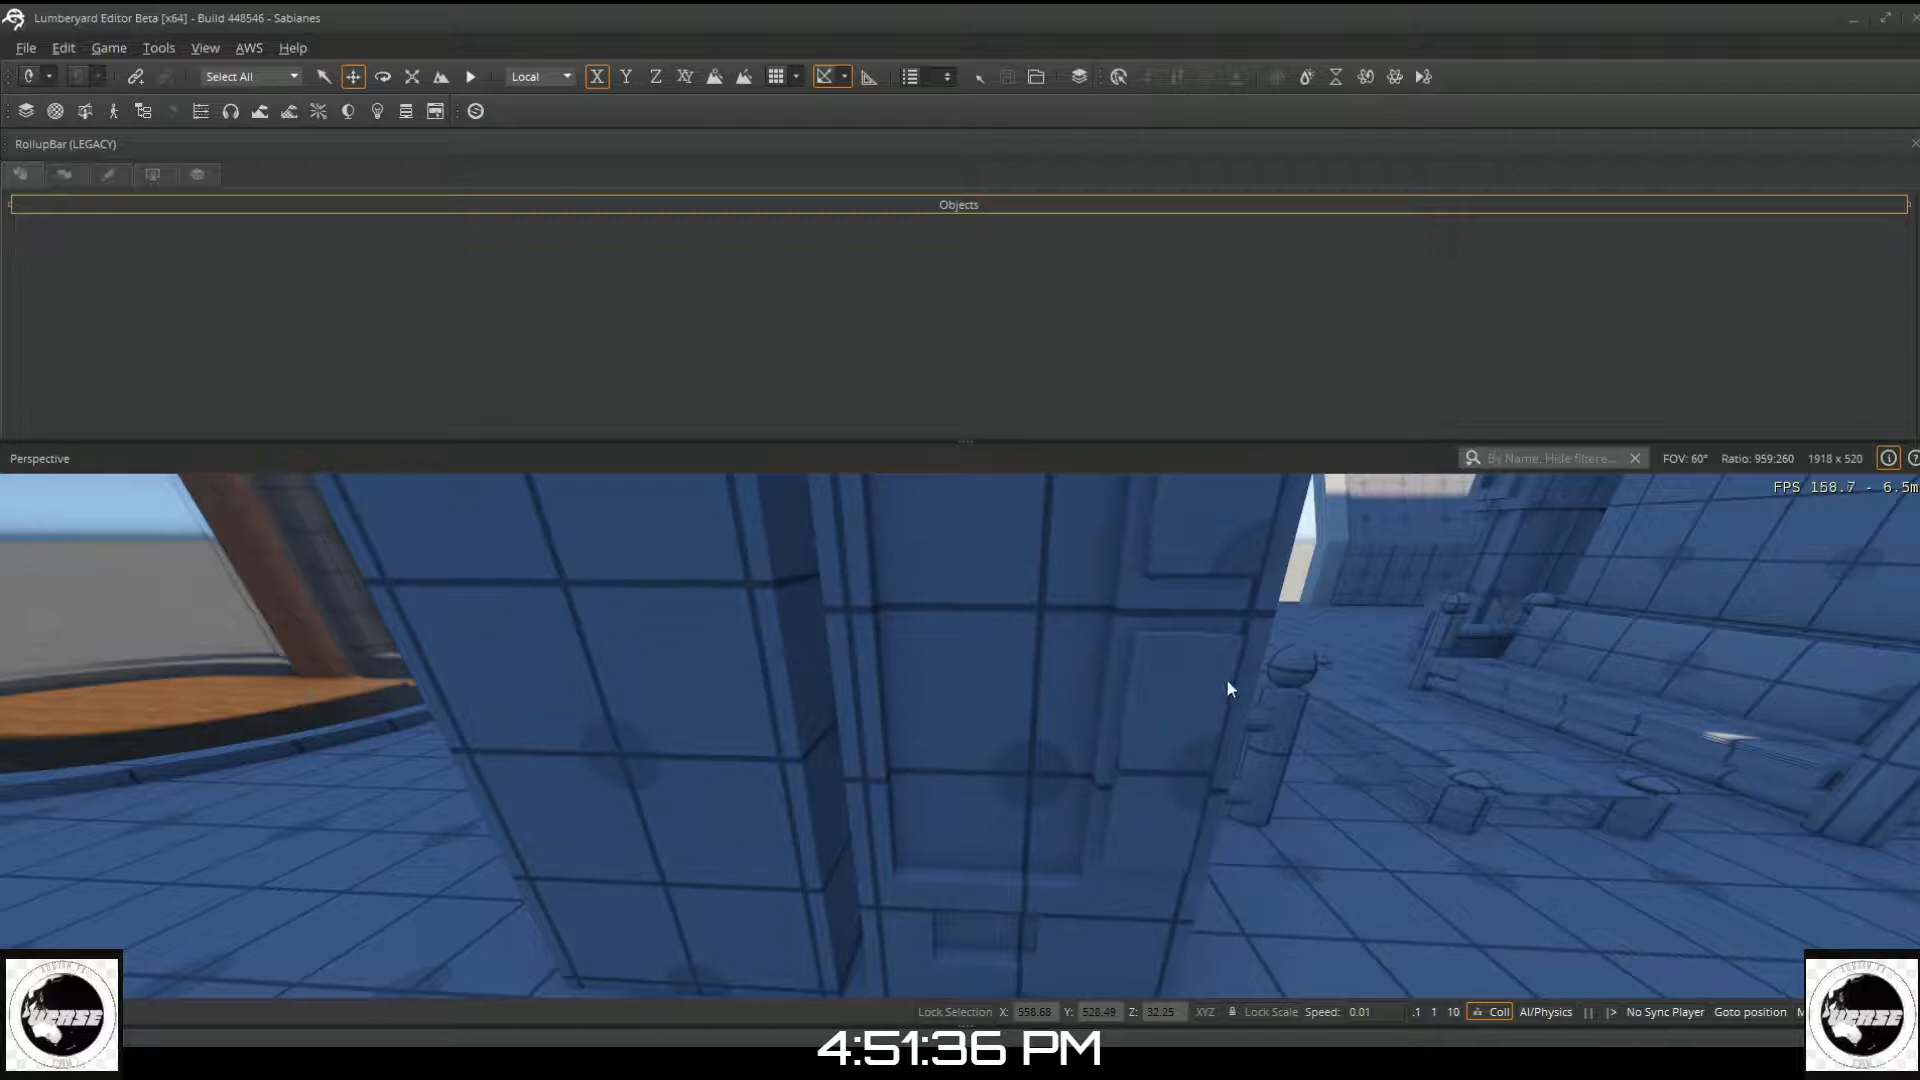 Lumberyard Editor Beta [x64] - Build 448546 - Sabianes
File Edit Game Tools View AWS Help
Select All Local X Y Z XY
RollupBar (LEGACY)
Objects
Perspective By Name, Hide filtere... FOV: 60° Ratio: 959:260 1918 x 520
FPS 158.7 - 6.5m
Lock Selection X: 558.68 Y: 528.49 Z: 32.25 XYZ Lock Scale Speed: 0.01 .1 1 10 Coll AI/Physics No Sync Player Goto position M
VERSE
VERSE
4:51:36 PM